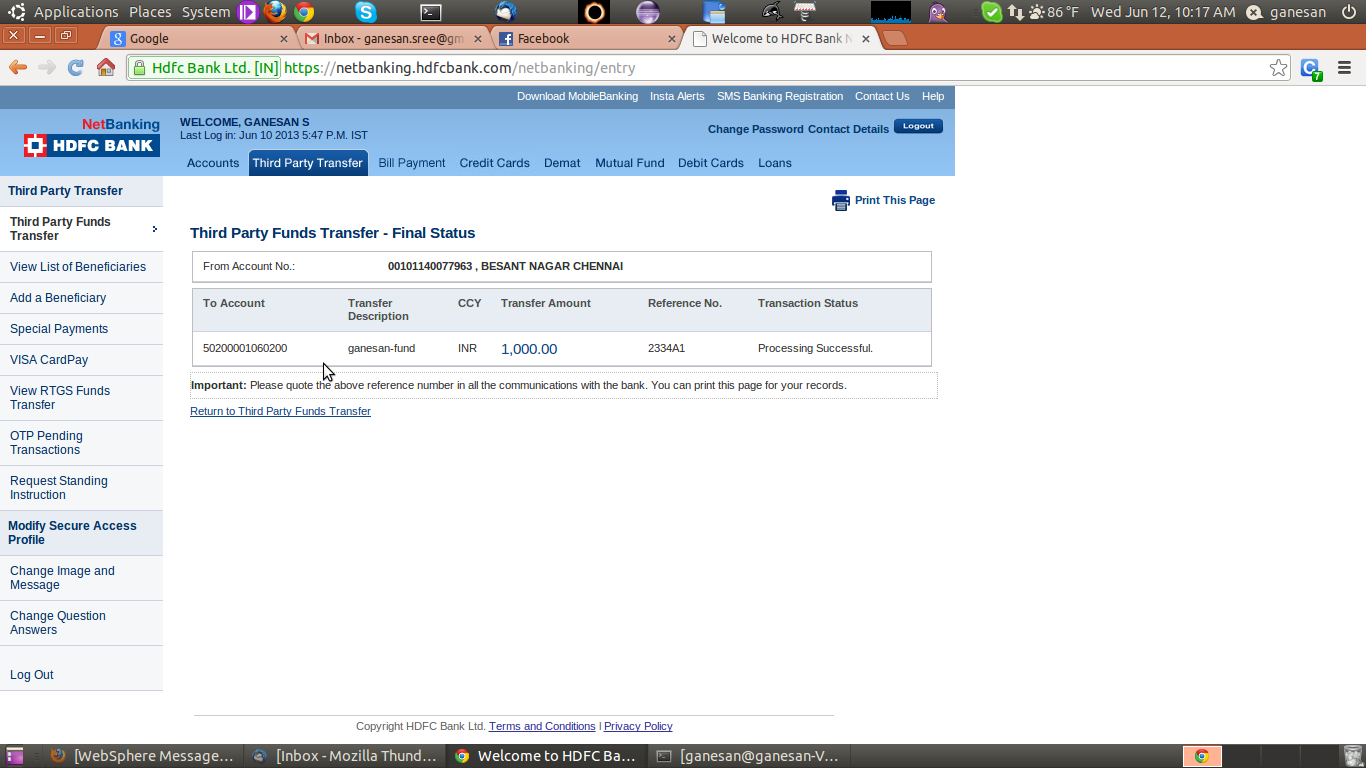 Applications Places System 86 °F Wed Jun 12, 10:17 AM ganesan
Google Inbox - ganesan.sree@gm Facebook Welcome to HDFC Bank N
Hdfc Bank Ltd. [IN] https://netbanking.hdfcbank.com/netbanking/entry 7
Download MobileBanking Insta Alerts SMS Banking Registration Contact Us Help
NetBanking
HDFC BANK
WELCOME, GANESAN S
Last Log in: Jun 10 2013 5:47 P.M. IST
Change Password Contact Details Logout
Accounts Third Party Transfer Bill Payment Credit Cards Demat Mutual Fund Debit Cards Loans
Third Party Transfer
Third Party Funds
Transfer
View List of Beneficiaries
Add a Beneficiary
Special Payments
VISA CardPay
View RTGS Funds
Transfer
OTP Pending
Transactions
Request Standing
Instruction
Modify Secure Access
Profile
Change Image and
Message
Change Question
Answers
Log Out
Print This Page
Third Party Funds Transfer - Final Status
From Account No.: 00101140077963 , BESANT NAGAR CHENNAI
To Account Transfer Description CCY Transfer Amount Reference No. Transaction Status
50200001060200 ganesan-fund INR 1,000.00 2334A1 Processing Successful.
Important: Please quote the above reference number in all the communications with the bank. You can print this page for your records.
Return to Third Party Funds Transfer
Copyright HDFC Bank Ltd. Terms and Conditions l Privacy Policy
[WebSphere Message... [Inbox - Mozilla Thund... Welcome to HDFC Ba... [ganesan@ganesan-V...